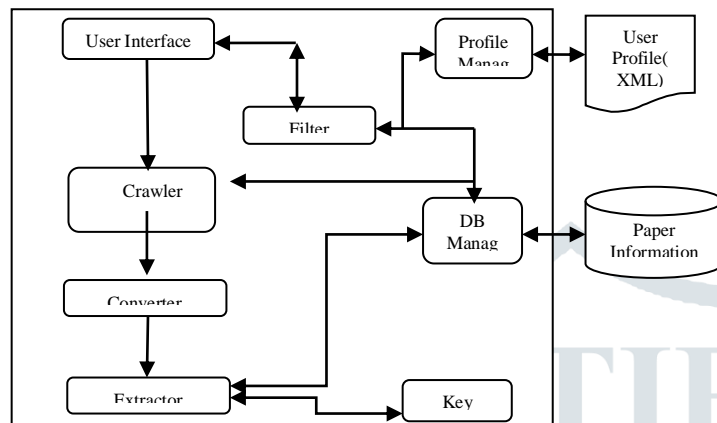 User Interface
Profile
Manag
User
Profile(
XML)
Filter
Crawler
DB
Manag
Paper
Information
Converter
Extractor
Key